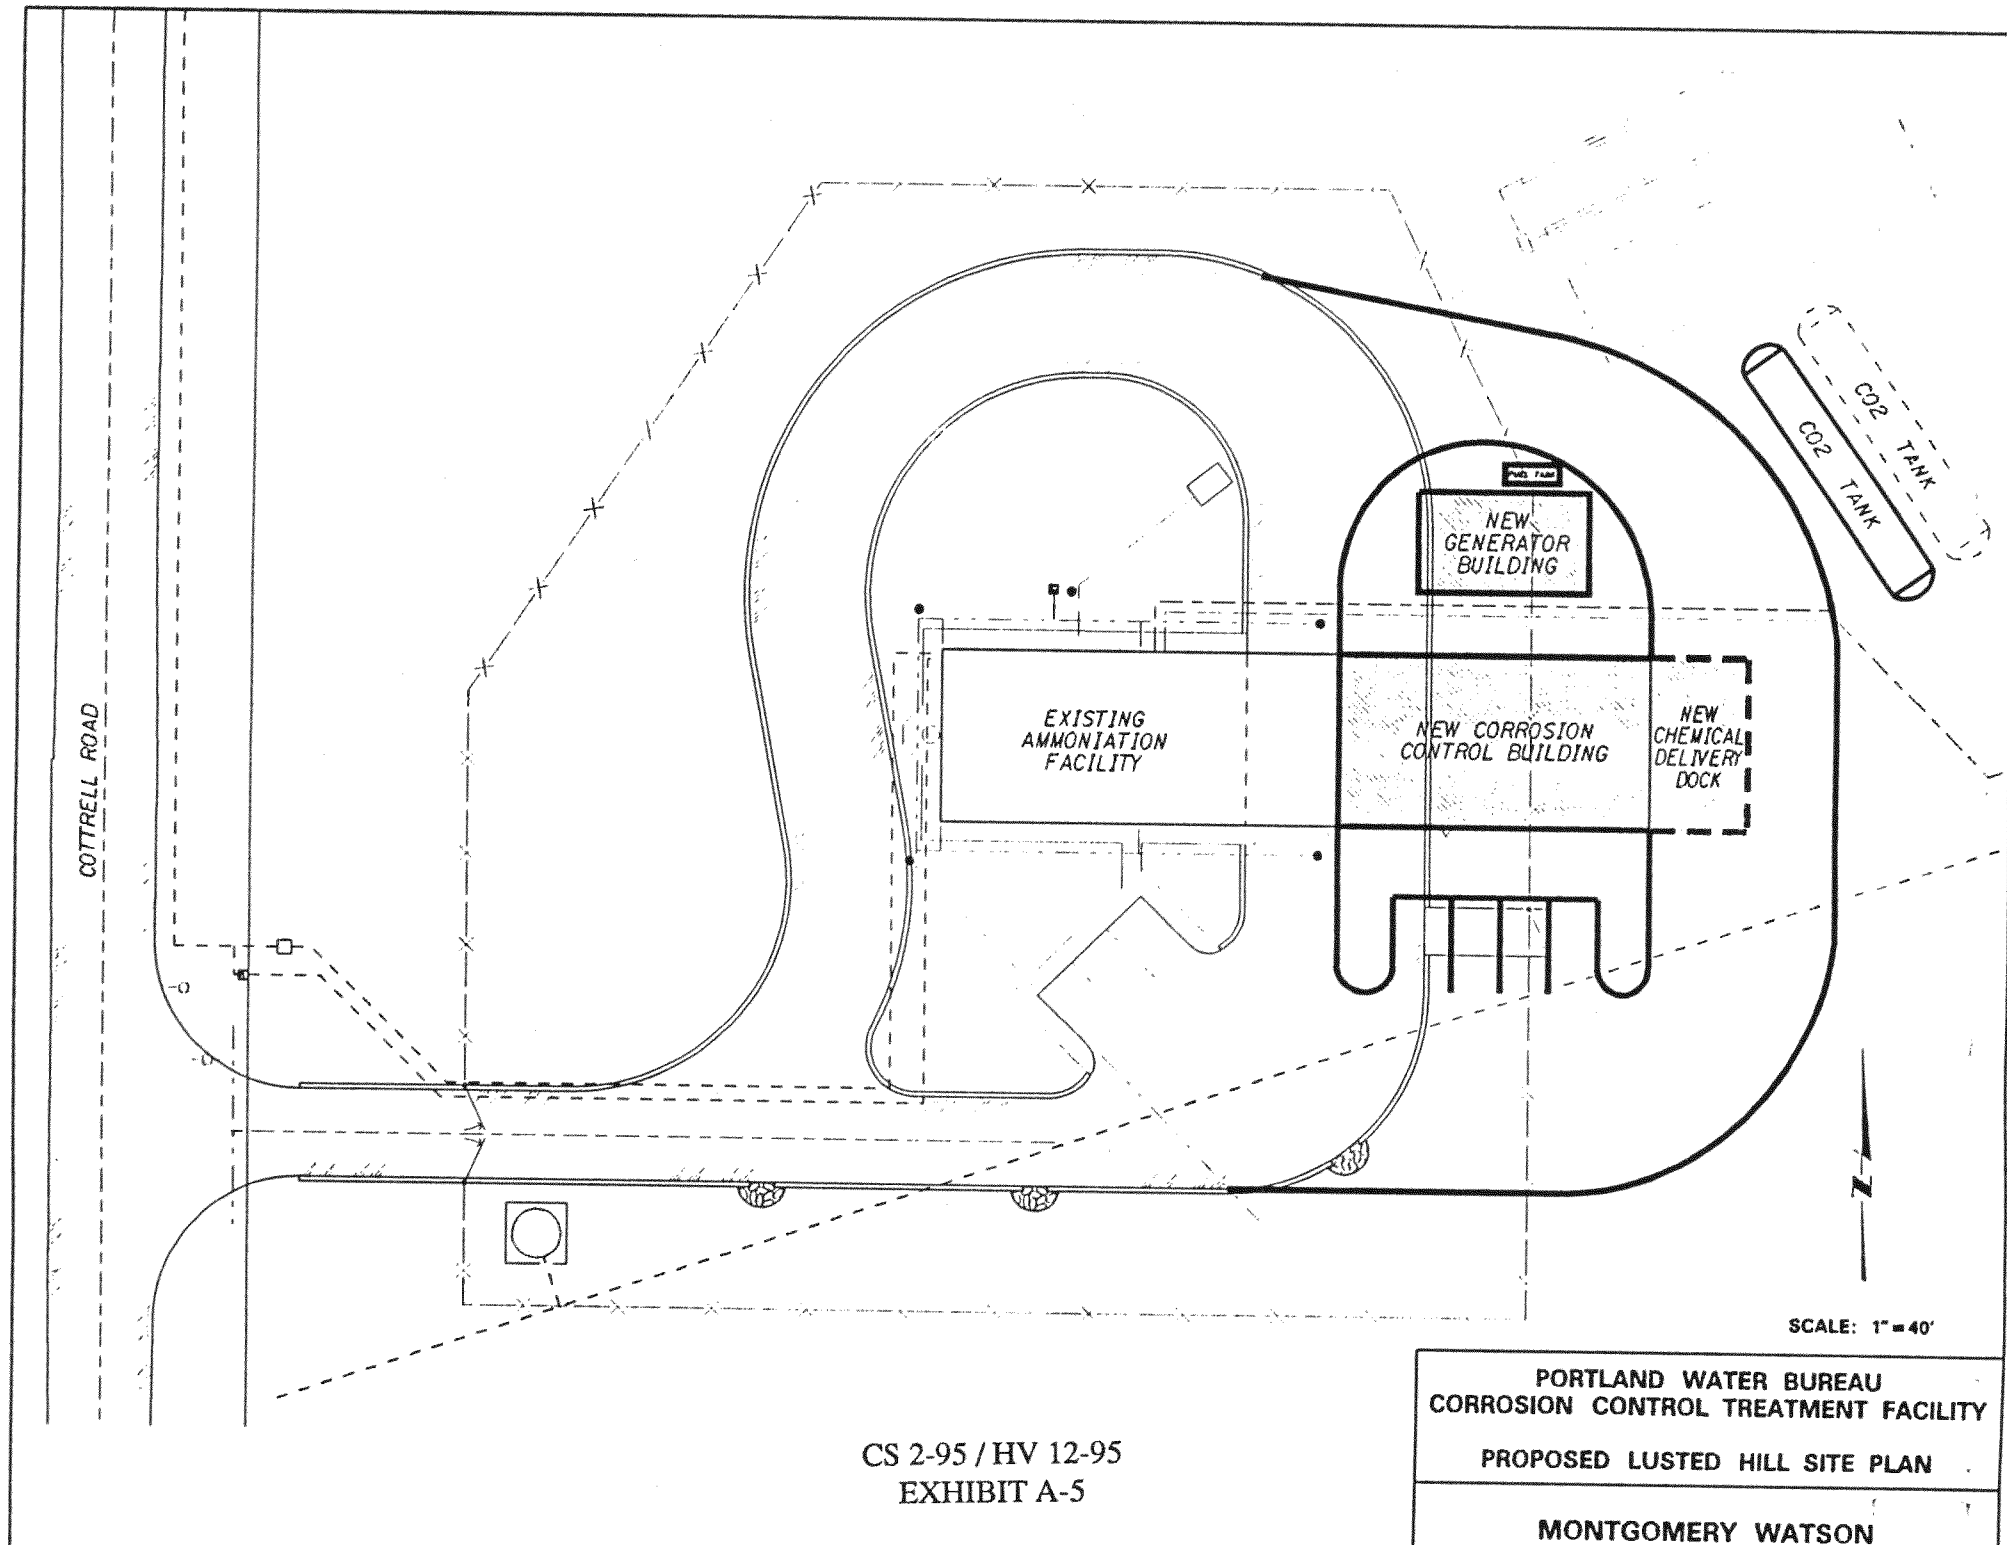 COTTRELL ROAD
CO2 TANK
CO2 TANK
FUEL TANK
NEW
GENERATOR
BUILDING
EXISTING
AMMONIATION
FACILITY
NEW CORROSION
CONTROL BUILDING
NEW
CHEMICAL
DELIVERY
DOCK
N
SCALE: 1"=40'
PORTLAND WATER BUREAU
CORROSION CONTROL TREATMENT FACILITY
PROPOSED LUSTED HILL SITE PLAN
MONTGOMERY WATSON
CS 2-95 / HV 12-95
EXHIBIT A-5